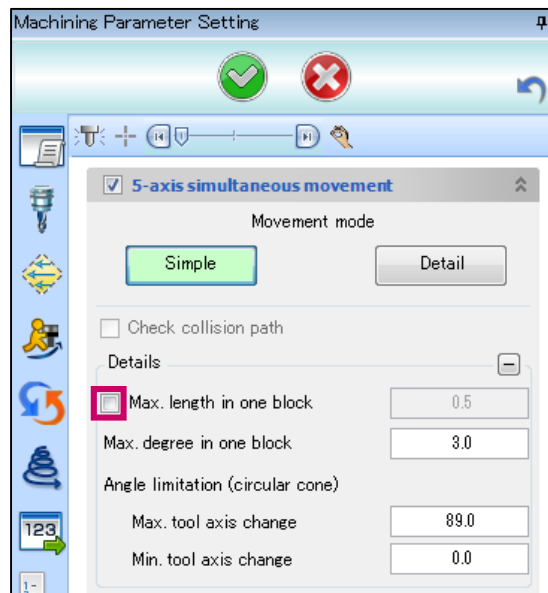 Machining Parameter Setting
5-axis simultaneous movement
Movement mode
Simple Detail
Check collision path
Details
Max. length in one block 0.5
Max. degree in one block 3.0
Angle limitation (circular cone)
Max. tool axis change 89.0
123
Min. tool axis change 0.0
1-